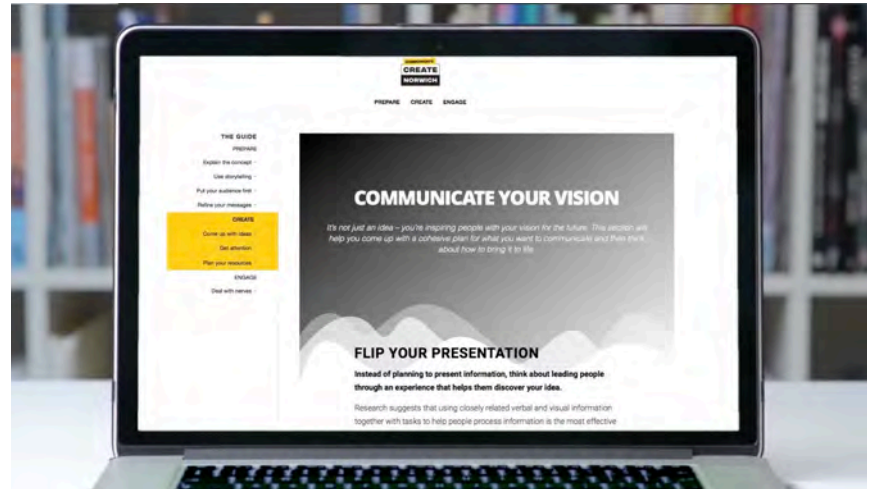 CREATE
NORWICH
PREPARE CREATE ENGAGE
THE GUIDE
PREPARE
Explain the concept -
Use storytelling -
Put your audience first -
Refine your messages -
CREATE
Come up with ideas
Get attention
Plan your resources
ENGAGE
Deal with nerves -
COMMUNICATE YOUR VISION
It's not just an idea – you're inspiring people with your vision for the future. This section will
help you come up with a cohesive plan for what you want to communicate and then think
about how to bring it to life.
FLIP YOUR PRESENTATION
Instead of planning to present information, think about leading people
through an experience that helps them discover your idea.
Research suggests that using closely related verbal and visual information
together with tasks to help people process information is the most effective